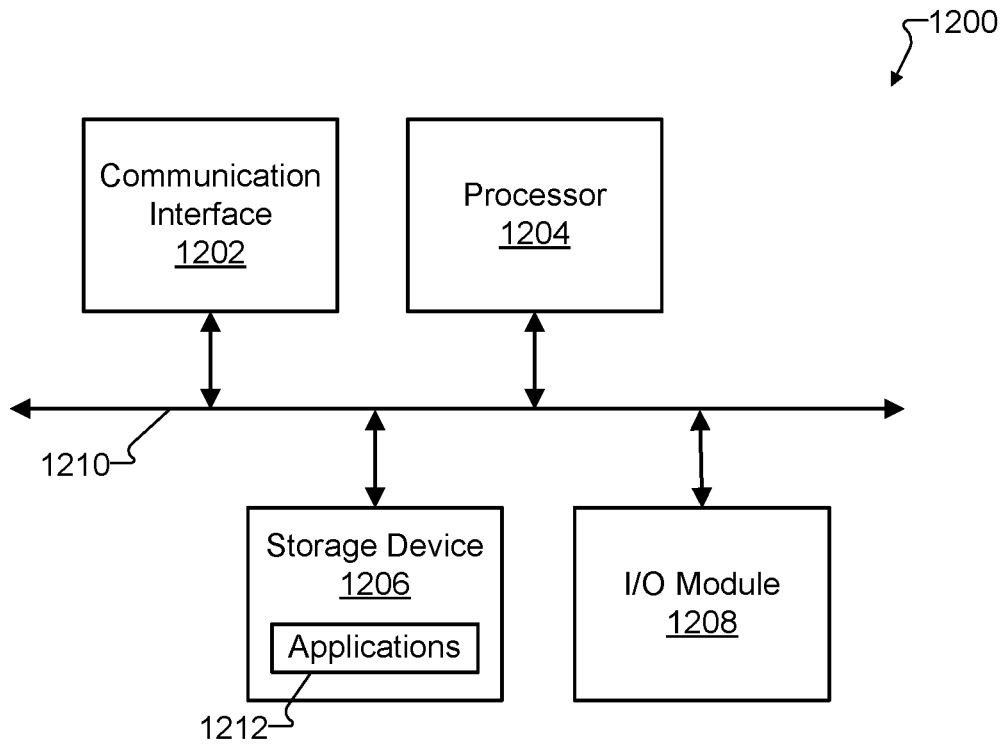 1200
Communication
Interface
1202
Processor
1204
1210
Storage Device
1206
Applications
1212
I/O Module
1208